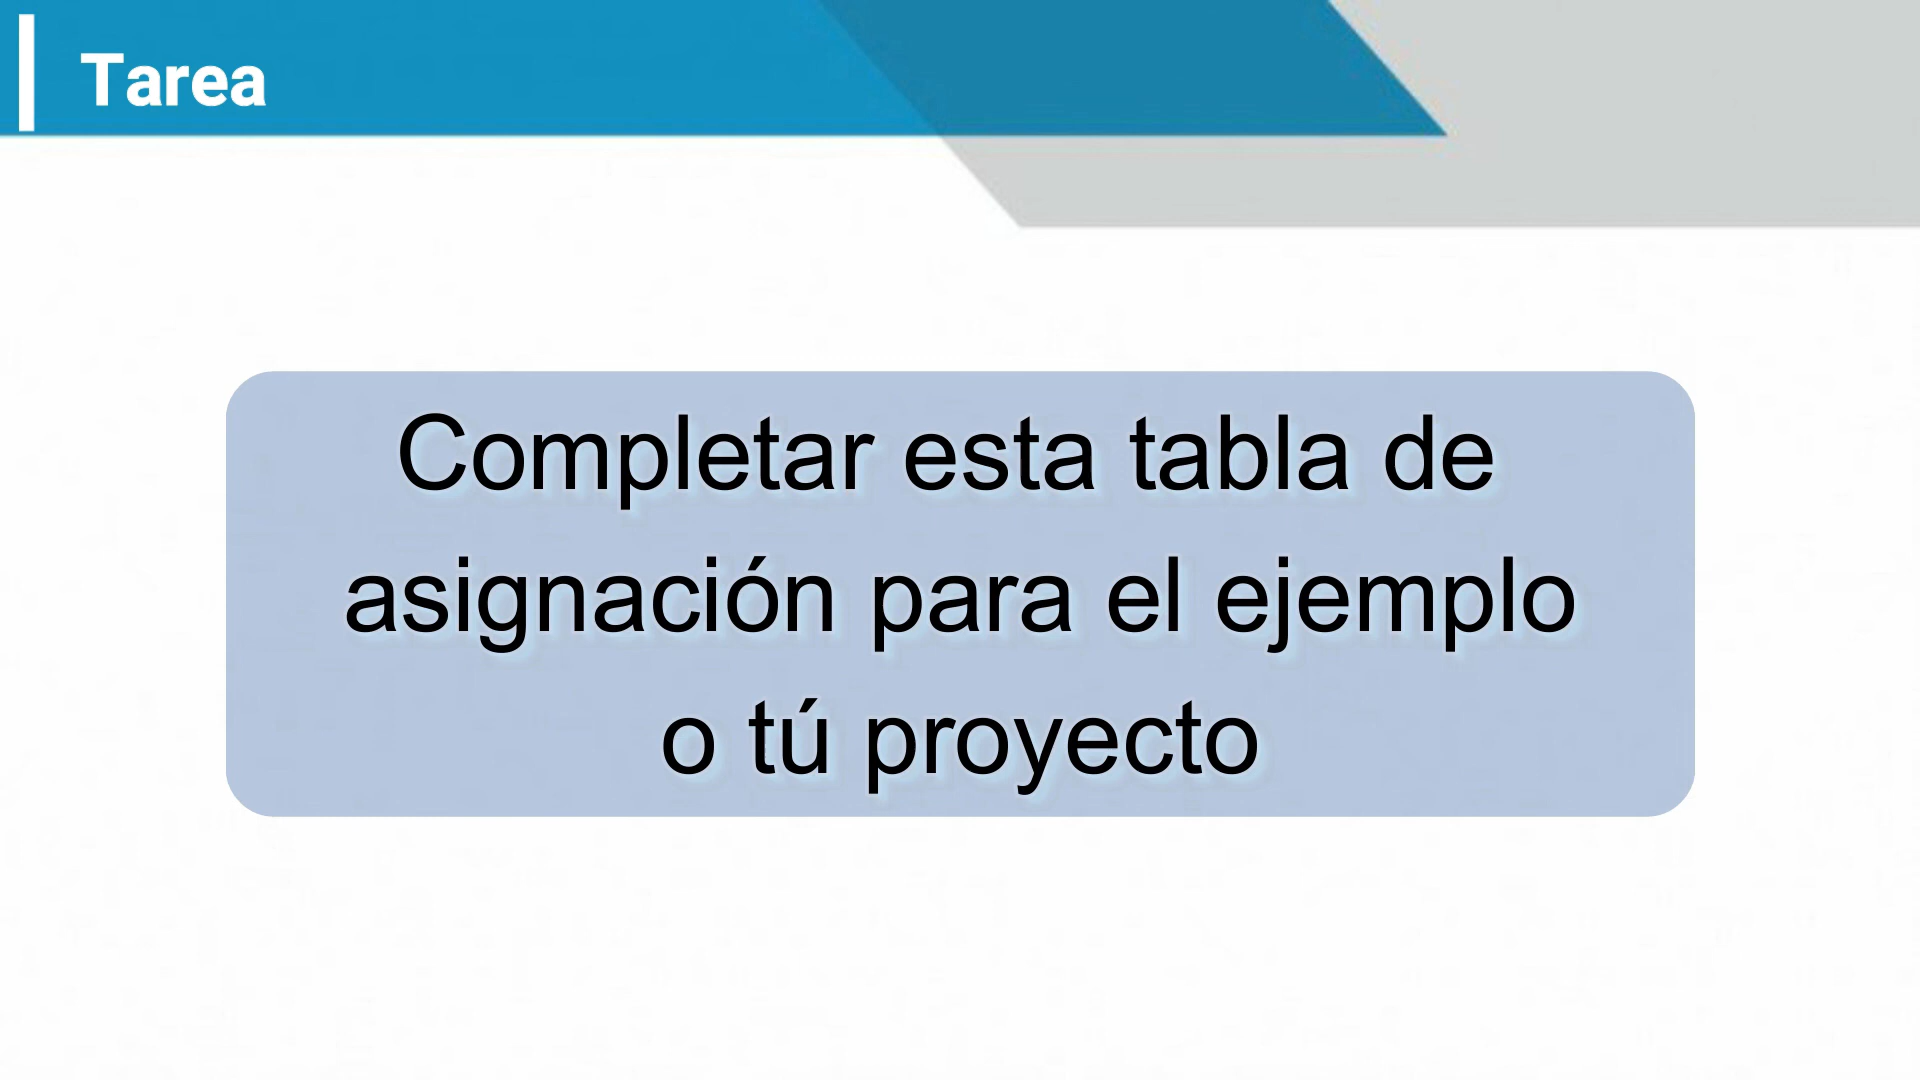 Tarea
Completar esta tabla de
asignación para el ejemplo
o tú proyecto